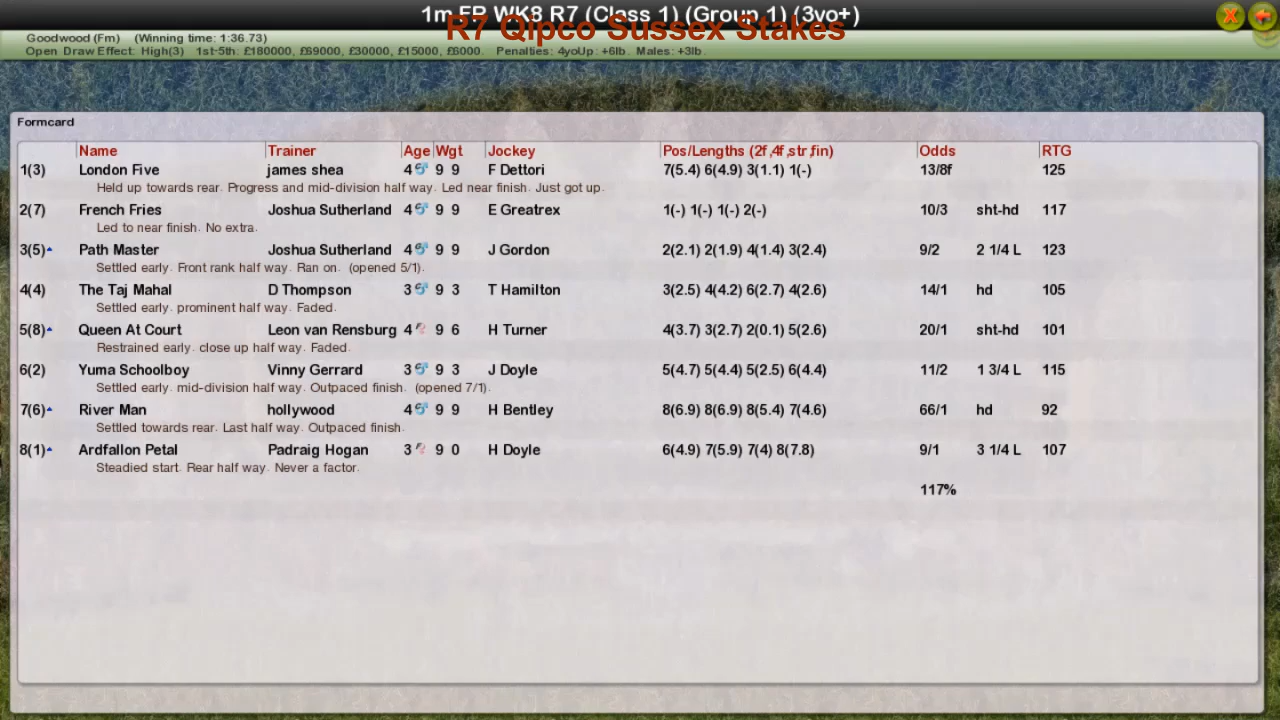 1m FP WK8 R7 (Class 1) (Group 1) (3yo+)
R7 Qipco Sussex Stakes
Goodwood (Fm) (Winning time: 1:36.73)
Open Draw Effect: High(3) 1st-5th: £180000, £69000, £30000, £15000, £6000. Penalties: 4yoUp: +6lb. Males: +3lb.
Formcard
Name Trainer Age Wgt Jockey Pos/Lengths (2f,4f,str,fin) Odds RTG
1(3) London Five james shea 4 9 9 F Dettori 7(5.4) 6(4.9) 3(1.1) 1(-) 13/8f 125
Held up towards rear. Progress and mid-division half way. Led near finish. Just got up.
2(7) French Fries Joshua Sutherland 4 9 9 E Greatrex 1(-) 1(-) 1(-) 2(-) 10/3 sht-hd 117
Led to near finish. No extra.
3(5) Path Master Joshua Sutherland 4 9 9 J Gordon 2(2.1) 2(1.9) 4(1.4) 3(2.4) 9/2 2 1/4 L 123
Settled early. Front rank half way. Ran on. (opened 5/1).
4(4) The Taj Mahal D Thompson 3 9 3 T Hamilton 3(2.5) 4(4.2) 6(2.7) 4(2.6) 14/1 hd 105
Settled early. prominent half way. Faded.
5(8) Queen At Court Leon van Rensburg 4 9 6 H Turner 4(3.7) 3(2.7) 2(0.1) 5(2.6) 20/1 sht-hd 101
Restrained early. close up half way. Faded.
6(2) Yuma Schoolboy Vinny Gerrard 3 9 3 J Doyle 5(4.7) 5(4.4) 5(2.5) 6(4.4) 11/2 1 3/4 L 115
Settled early. mid-division half way. Outpaced finish. (opened 7/1).
7(6) River Man hollywood 4 9 9 H Bentley 8(6.9) 8(6.9) 8(5.4) 7(4.6) 66/1 hd 92
Settled towards rear. Last half way. Outpaced finish.
8(1) Ardfallon Petal Padraig Hogan 3 9 0 H Doyle 6(4.9) 7(5.9) 7(4) 8(7.8) 9/1 3 1/4 L 107
Steadied start. Rear half way. Never a factor.
117%